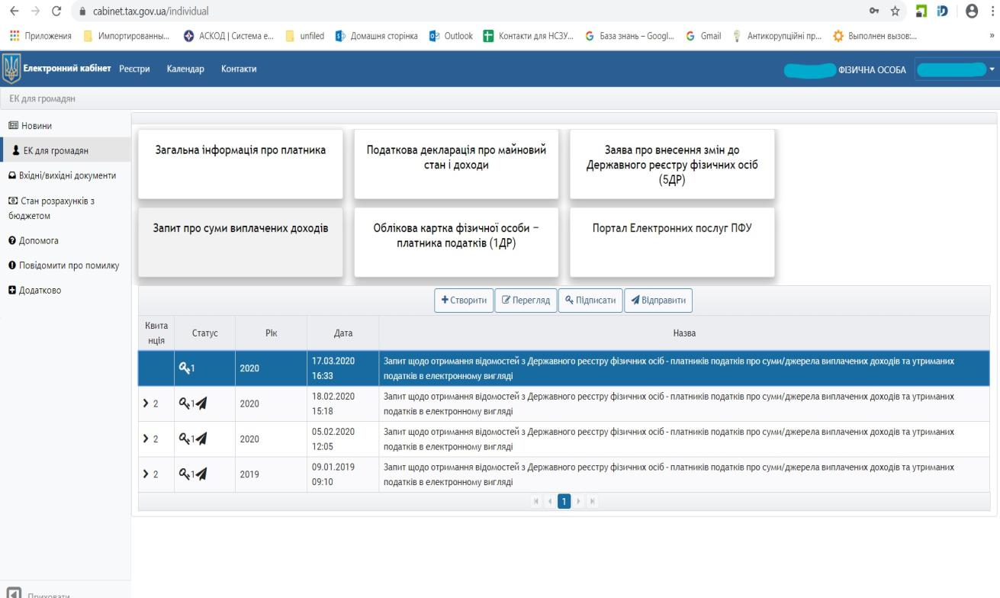 cabinet.tax.gov.ua/individual
Приложения Импортированны... АСКОД | Система е... unfiled Домашня сторінка Outlook Контакти для НСЗУ... База знань – Googl... Gmail Антикорупційні пр... Выполнен вызов:... »
Електронний кабінет Реєстри Календар Контакти ФІЗИЧНА ОСОБА
ЕК для громадян
Новини
ЕК для громадян
Вхідні/вихідні документи
Стан розрахунків з
бюджетом
Допомога
Повідомити про помилку
Додатково
Загальна інформація про платника
Податкова декларація про майновий
стан і доходи
Заява про внесення змін до
Державного реєстру фізичних осіб
(5ДР)
Запит про суми виплачених доходів
Облікова картка фізичної особи –
платника податків (1ДР)
Портал Електронних послуг ПФУ
Створити Перегляд Підписати Відправити
Квита
нція
Статус Рік Дата Назва
1 2020
17.03.2020
16:33
Запит щодо отримання відомостей з Державного реєстру фізичних осіб - платників податків про суми/джерела виплачених доходів та утриманих
податків в електронному вигляді
2 1 2020
18.02.2020
15:18
Запит щодо отримання відомостей з Державного реєстру фізичних осіб - платників податків про суми/джерела виплачених доходів та утриманих
податків в електронному вигляді
2 1 2020
05.02.2020
12:05
Запит щодо отримання відомостей з Державного реєстру фізичних осіб - платників податків про суми/джерела виплачених доходів та утриманих
податків в електронному вигляді
2 1 2019
09.01.2019
09:10
Запит щодо отримання відомостей з Державного реєстру фізичних осіб - платників податків про суми/джерела виплачених доходів та утриманих
податків в електронному вигляді
1
Приховати